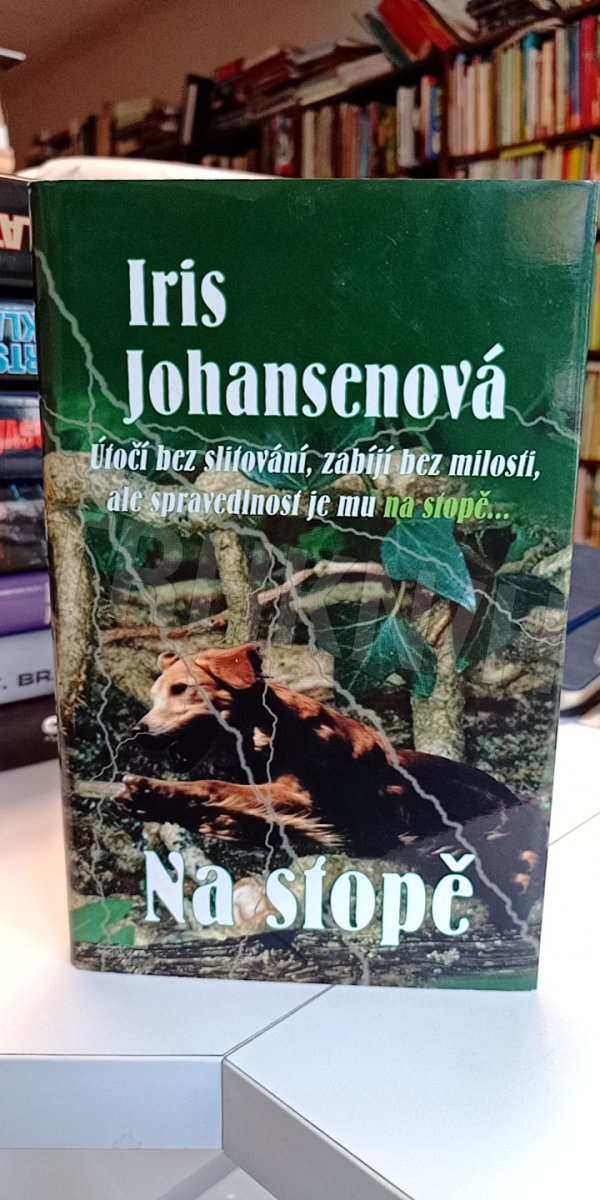 Iris
Johansenová
Útočí bez slitování, zabíjí bez milosti,
ale spravedlnost je mu na stopě...
Na stopě